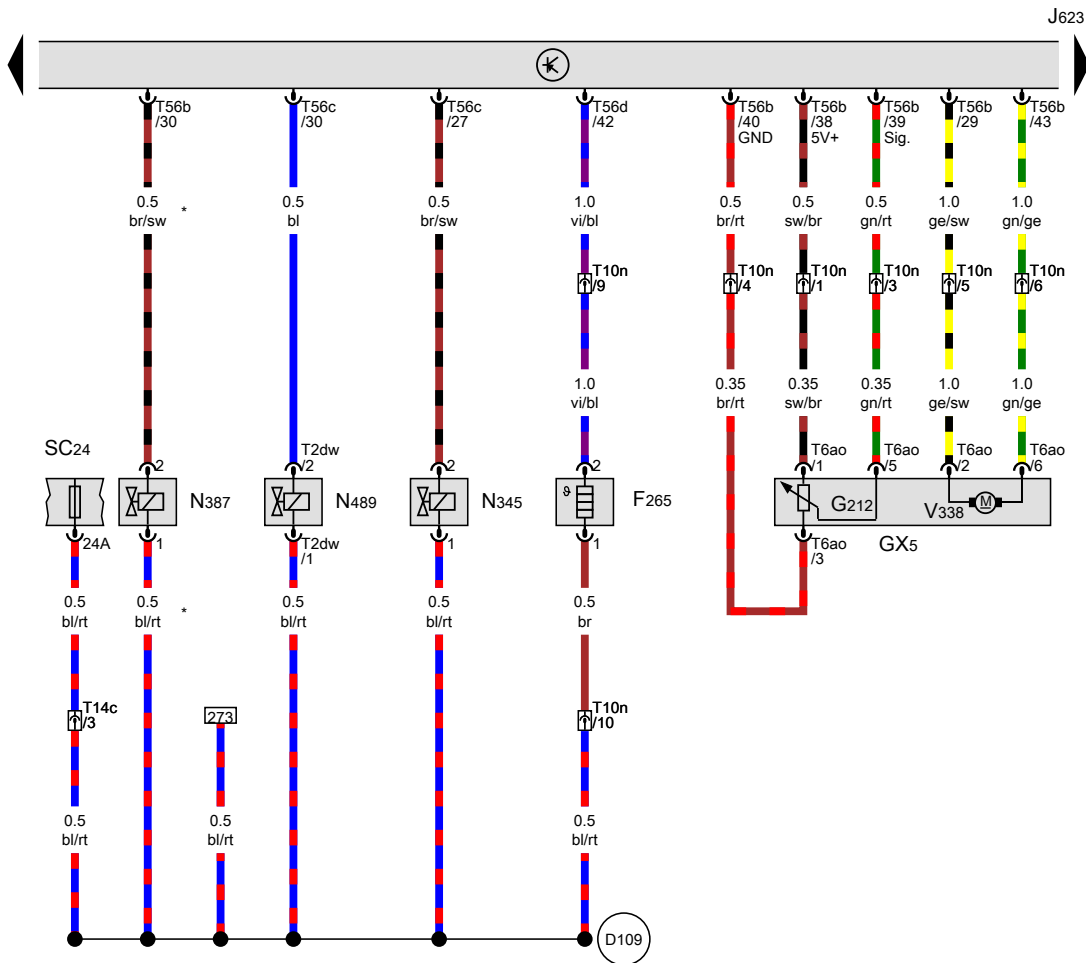 J623
T56b
/30
T56c
/30
T56c
/27
T56d
/42
T56b
/40
GND
T56b
/38
5V+
T56b
/39
Sig.
T56b
/29
T56b
/43
0.5
br/sw
*
0.5
bl
0.5
br/sw
1.0
vi/bl
0.5
br/rt
0.5
sw/br
0.5
gn/rt
1.0
ge/sw
1.0
gn/ge
T10n
/9
T10n
/4
T10n
/1
T10n
/3
T10n
/5
T10n
/6
1.0
vi/bl
0.35
br/rt
0.35
sw/br
0.35
gn/rt
1.0
ge/sw
1.0
gn/ge
SC24
2
T2dw
/2
2
2
T6ao
/1
T6ao
/5
T6ao
/2
T6ao
/6
N387
N489
N345
ϑ
F265
G212
V338
M
GX5
24A
1
T2dw
/1
1
1
T6ao
/3
0.5
bl/rt
0.5
bl/rt
*
0.5
bl/rt
0.5
bl/rt
0.5
br
T14c
/3
273
T10n
/10
0.5
bl/rt
0.5
bl/rt
0.5
bl/rt
D109